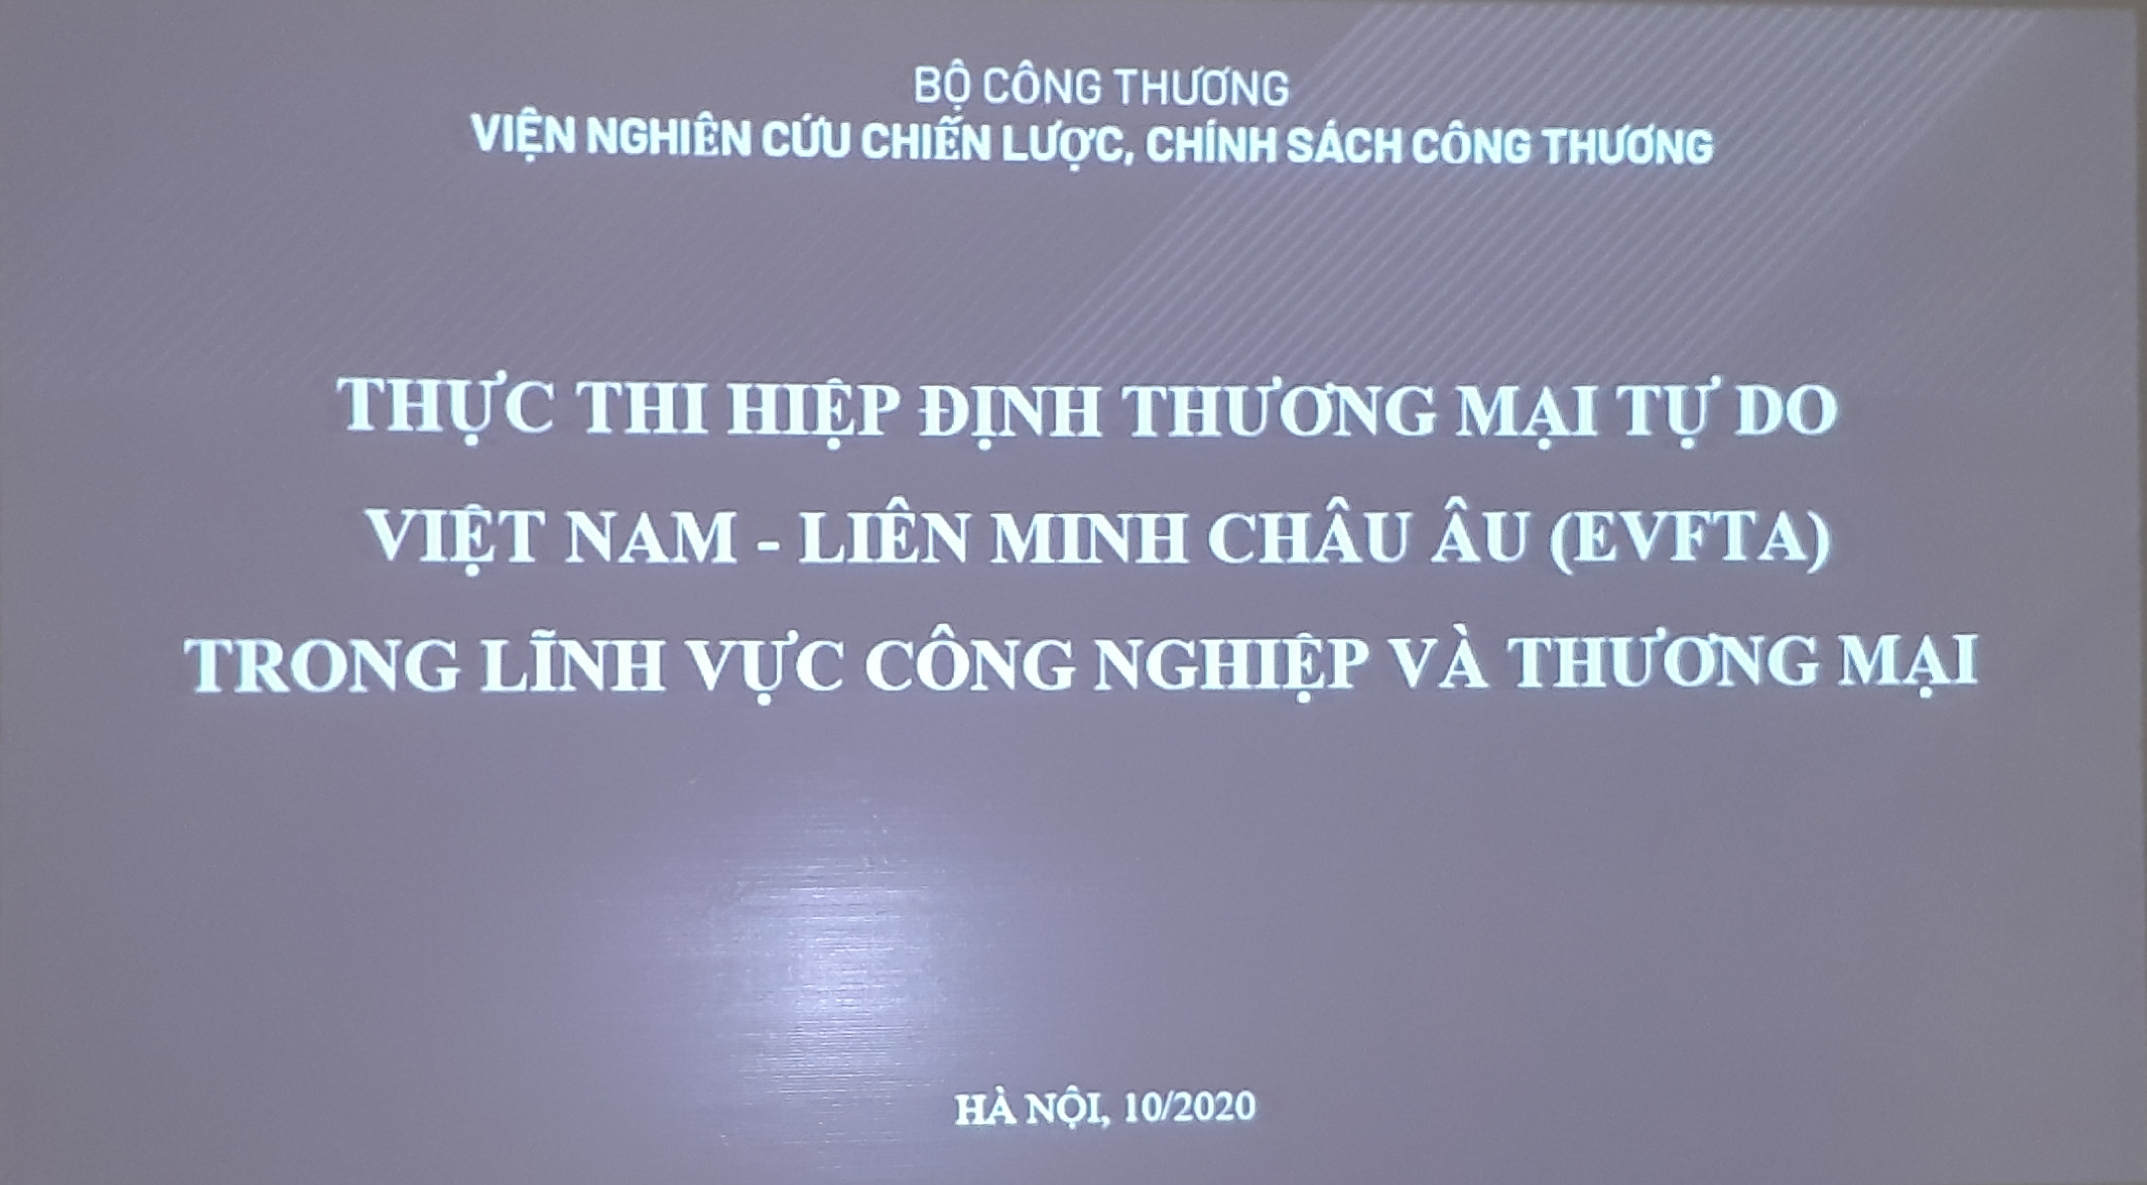 BỘ CÔNG THƯƠNG
VIỆN NGHIÊN CỨU CHIẾN LƯỢC, CHÍNH SÁCH CÔNG THƯƠNG
THỰC THI HIỆP ĐỊNH THƯƠNG MẠI TỰ DO
VIỆT NAM - LIÊN MINH CHÂU ÂU (EVFTA)
TRONG LĨNH VỰC CÔNG NGHIỆP VÀ THƯƠNG MẠI
HÀ NỘI, 10/2020